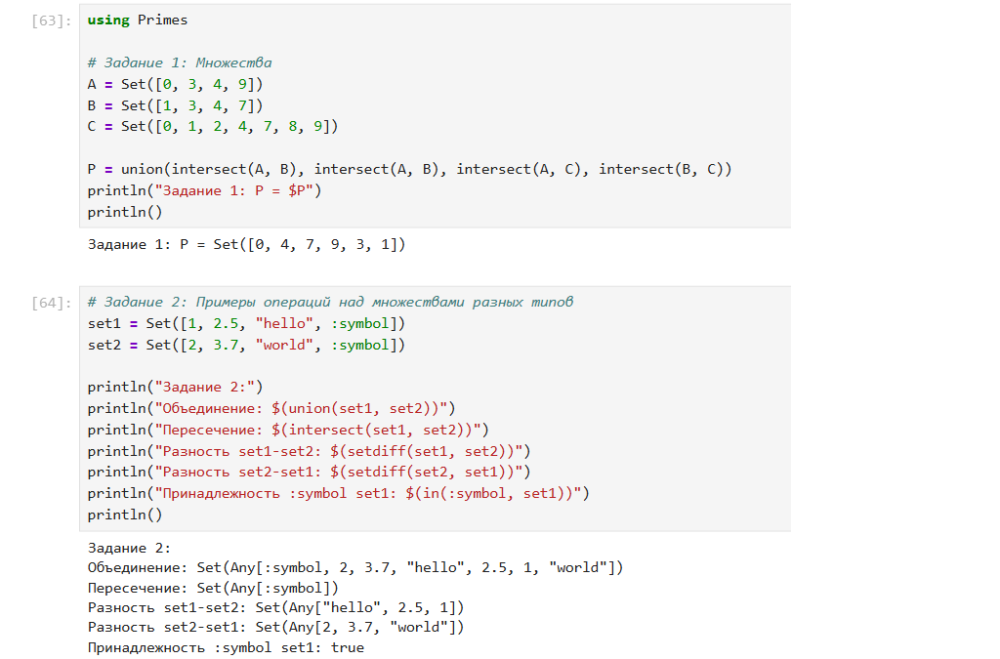 [63]: using Primes
# Задание 1: Множества
A = Set([0, 3, 4, 9])
B = Set([1, 3, 4, 7])
C = Set([0, 1, 2, 4, 7, 8, 9])
P = union(intersect(A, B), intersect(A, B), intersect(A, C), intersect(B, C))
println("Задание 1: P = $P")
println()
Задание 1: P = Set([0, 4, 7, 9, 3, 1])
[64]: # Задание 2: Примеры операций над множествами разных типов
set1 = Set([1, 2.5, "hello", :symbol])
set2 = Set([2, 3.7, "world", :symbol])
println("Задание 2:")
println("Объединение: $(union(set1, set2))")
println("Пересечение: $(intersect(set1, set2))")
println("Разность set1-set2: $(setdiff(set1, set2))")
println("Разность set2-set1: $(setdiff(set2, set1))")
println("Принадлежность :symbol set1: $(in(:symbol, set1))")
println()
Задание 2:
Объединение: Set(Any[:symbol, 2, 3.7, "hello", 2.5, 1, "world"])
Пересечение: Set(Any[:symbol])
Разность set1-set2: Set(Any["hello", 2.5, 1])
Разность set2-set1: Set(Any[2, 3.7, "world"])
Принадлежность :symbol set1: true